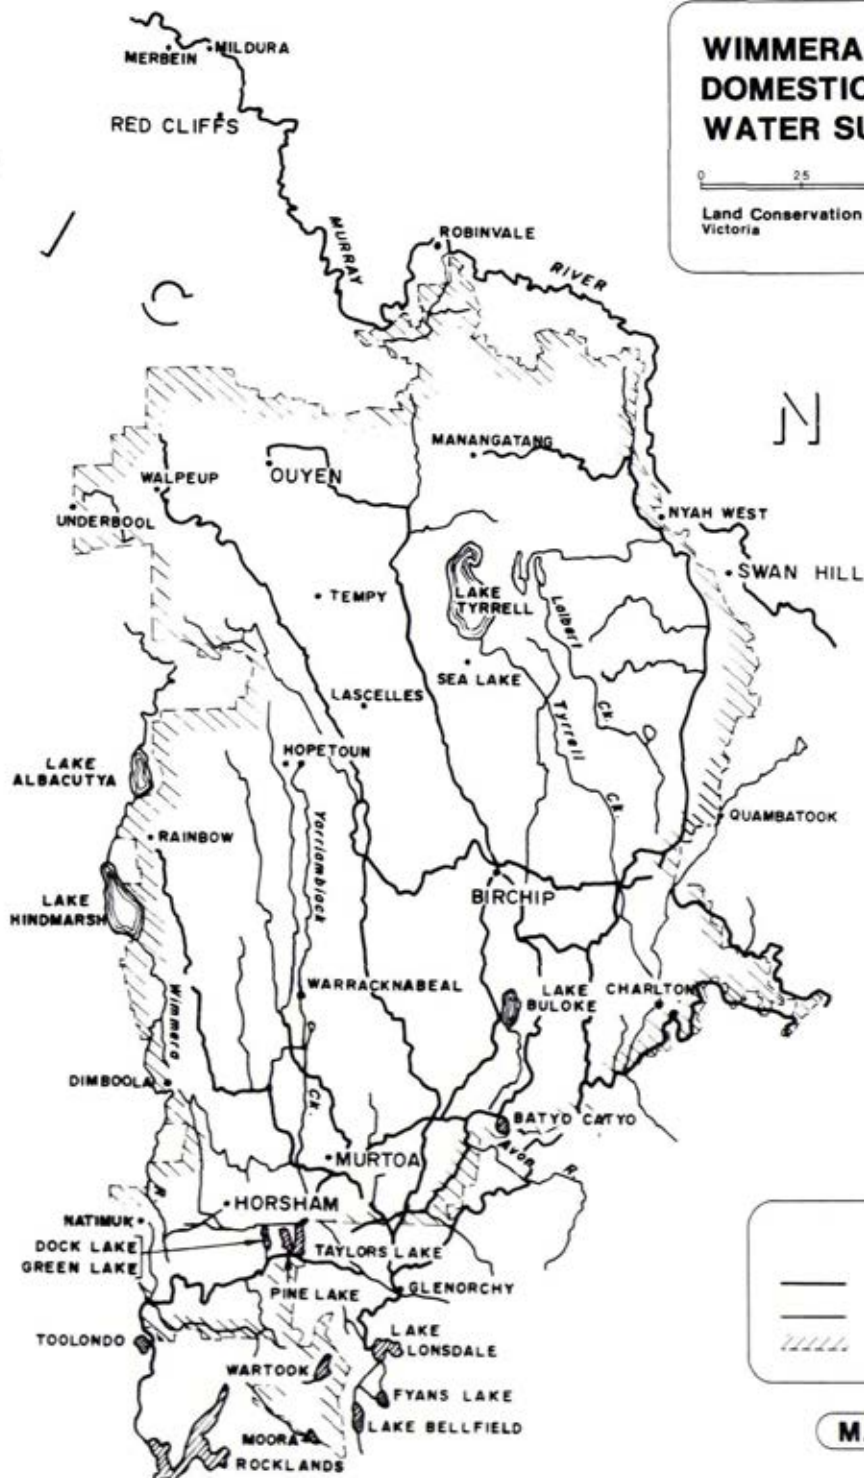 WIMMERA
DOMESTIC
WATER SU
0 25
Land Conservation
Victoria
MERBEIN
MILDURA
RED CLIFFS
MURRAY
ROBINVALE
RIVER
MANANGATANG
WALPEUP
OUYEN
UNDERBOOL
NYAH WEST
SWAN HILL
TEMPY
LAKE
TYRRELL
Lalbert
Ck.
SEA LAKE
LASCELLES
Tyrrell
Ck.
HOPETOUN
LAKE
ALBACUTYA
RAINBOW
Yarriambiack
Ck.
QUAMBATOOK
BIRCHIP
LAKE
HINDMARSH
Wimmera
R.
WARRACKNABEAL
LAKE
BULOKE
CHARLTON
DIMBOOLA
BATYO CATYO
Avon R.
MURTOA
HORSHAM
NATIMUK
DOCK LAKE
GREEN LAKE
TAYLORS LAKE
PINE LAKE
GLENORCHY
TOOLONDO
LAKE
LONSDALE
WARTOOK
FYANS LAKE
LAKE BELLFIELD
MOORA
ROCKLANDS
M